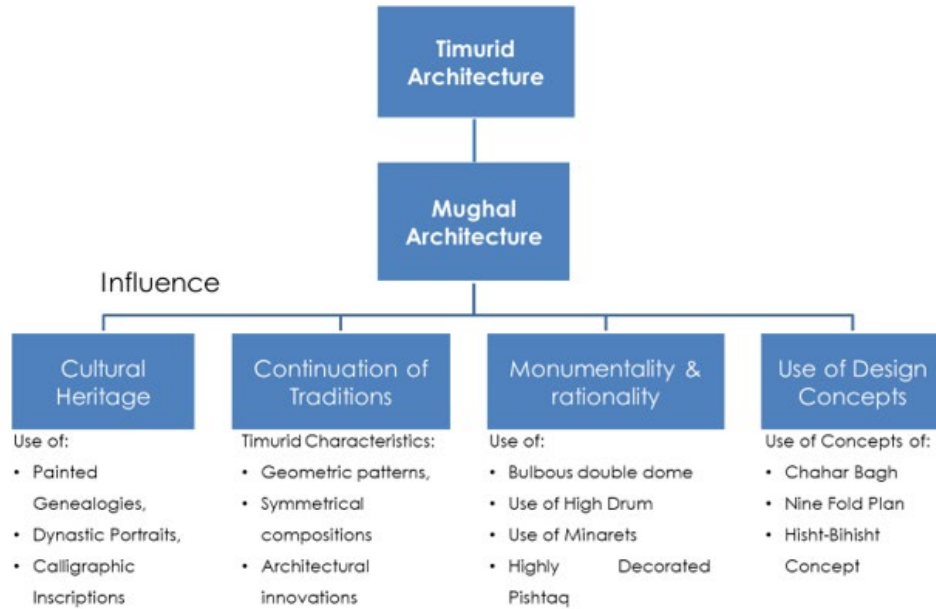 Timurid
Architecture
Mughal
Architecture
Influence
Cultural
Heritage
Use of:
• Painted
Genealogies,
• Dynastic Portraits,
• Calligraphic
Inscriptions
Continuation of
Traditions
Timurid Characteristics:
• Geometric patterns,
• Symmetrical
compositions
• Architectural
innovations
Monumentality &
rationality
Use of:
• Bulbous double dome
• Use of High Drum
• Use of Minarets
• Highly Decorated
Pishtaq
Use of Design
Concepts
Use of Concepts of:
• Chahar Bagh
• Nine Fold Plan
• Hisht-Bihisht
Concept